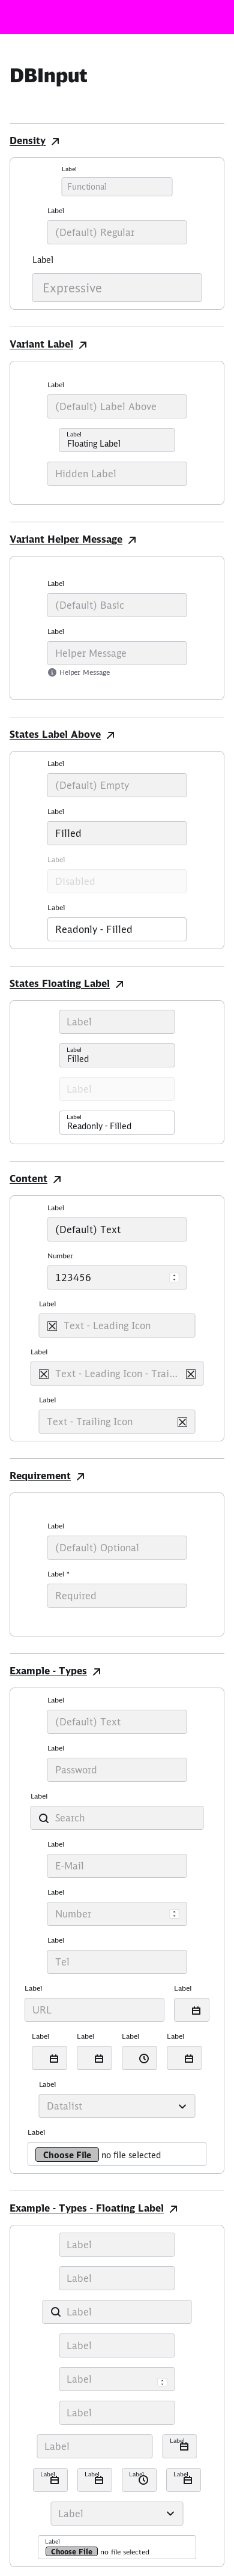 DBInput
Density
Label
Functional
Label
(Default) Regular
Label
Expressive
Variant Label
Label
(Default) Label Above
Label
Floating Label
Hidden Label
Variant Helper Message
Label
(Default) Basic
Label
Helper Message
Helper Message
States Label Above
Label
(Default) Empty
Label
Filled
Label
Disabled
Label
Readonly - Filled
States Floating Label
Label
Label
Filled
Label
Label
Readonly - Filled
Content
Label
(Default) Text
Number
123456
Label
Text - Leading Icon
Label
Text - Leading Icon - Trai...
Label
Text - Trailing Icon
Requirement
Label
(Default) Optional
Label *
Required
Example - Types
Label
(Default) Text
Label
Password
Label
Search
Label
E-Mail
Label
Number
Label
Tel
Label Label
URL
Label Label Label Label
Label
Datalist
Label
Choose File no file selected
Example - Types - Floating Label
Label
Label
Label
Label
Label
Label
Label Label
Label Label Label Label
Label
Label
Choose File no file selected